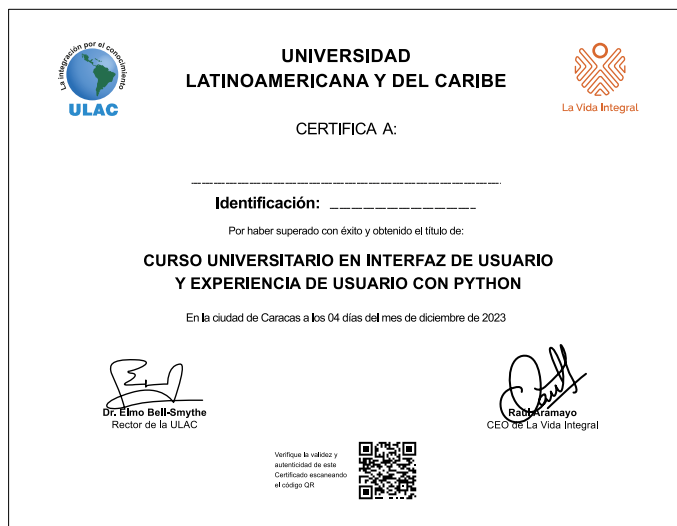 La integración por el conocimiento
ULAC
UNIVERSIDAD
LATINOAMERICANA Y DEL CARIBE
La Vida Integral
CERTIFICA A:
Identificación:
Por haber superado con éxito y obtenido el título de:
CURSO UNIVERSITARIO EN INTERFAZ DE USUARIO
Y EXPERIENCIA DE USUARIO CON PYTHON
En la ciudad de Caracas a los 04 días del mes de diciembre de 2023
Dr. Elmo Bell-Smythe
Rector de la ULAC
Raúl Aramayo
CEO de La Vida Integral
Verifique la validez y
autenticidad de este
Certificado escaneando
el código QR